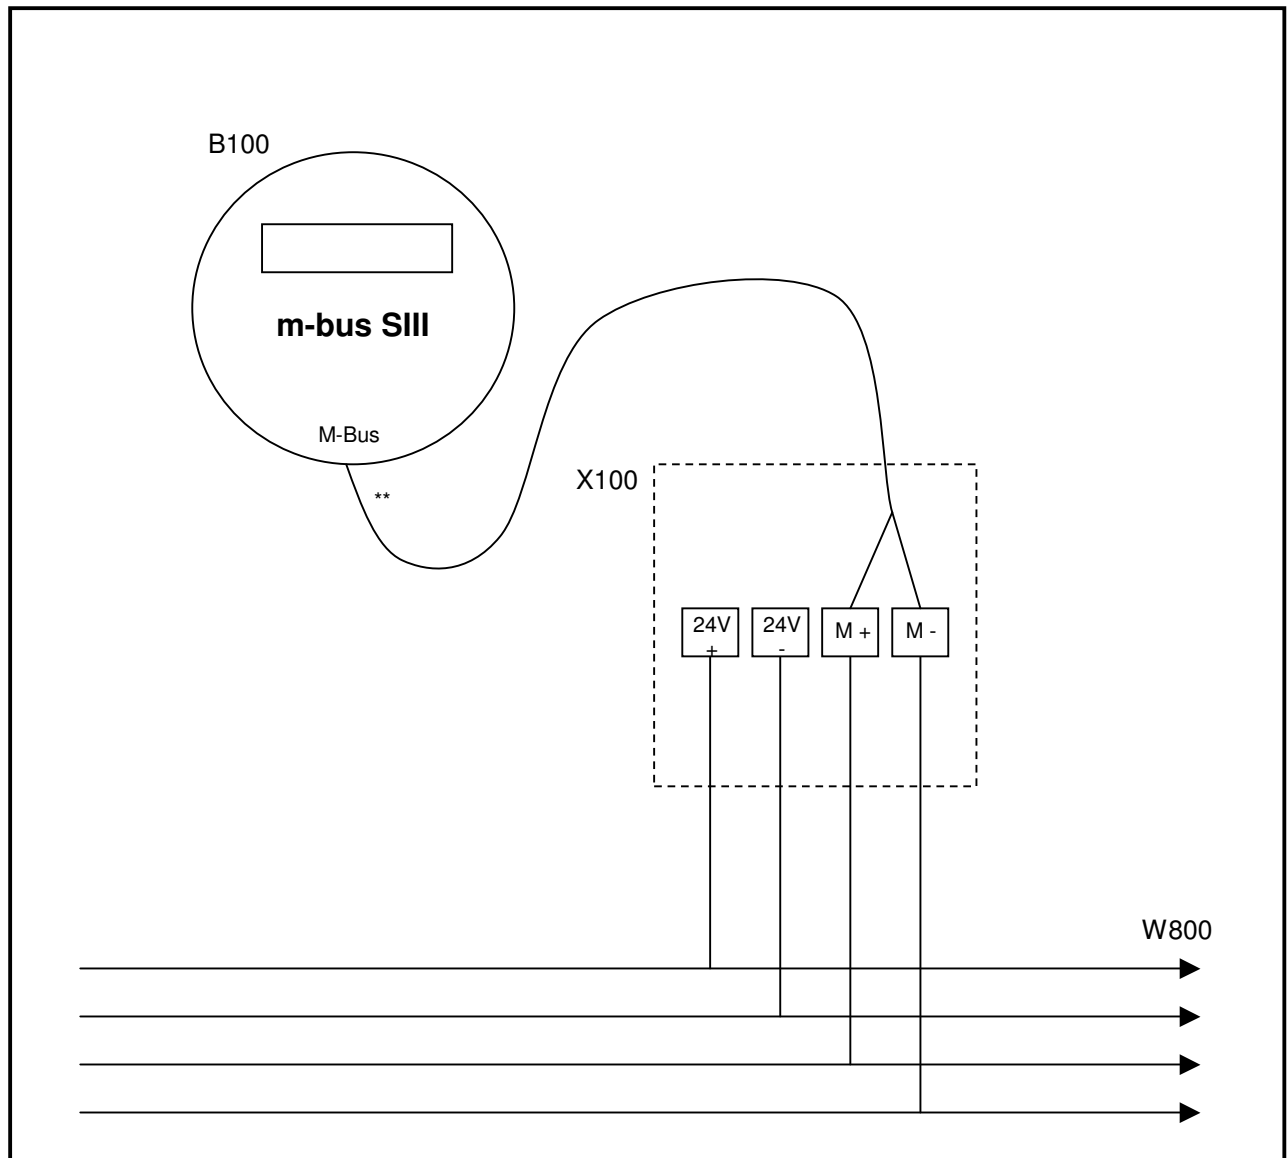 B100
m-bus SIII
M-Bus
**
X100
24V 24V M + M -
+ -
W800